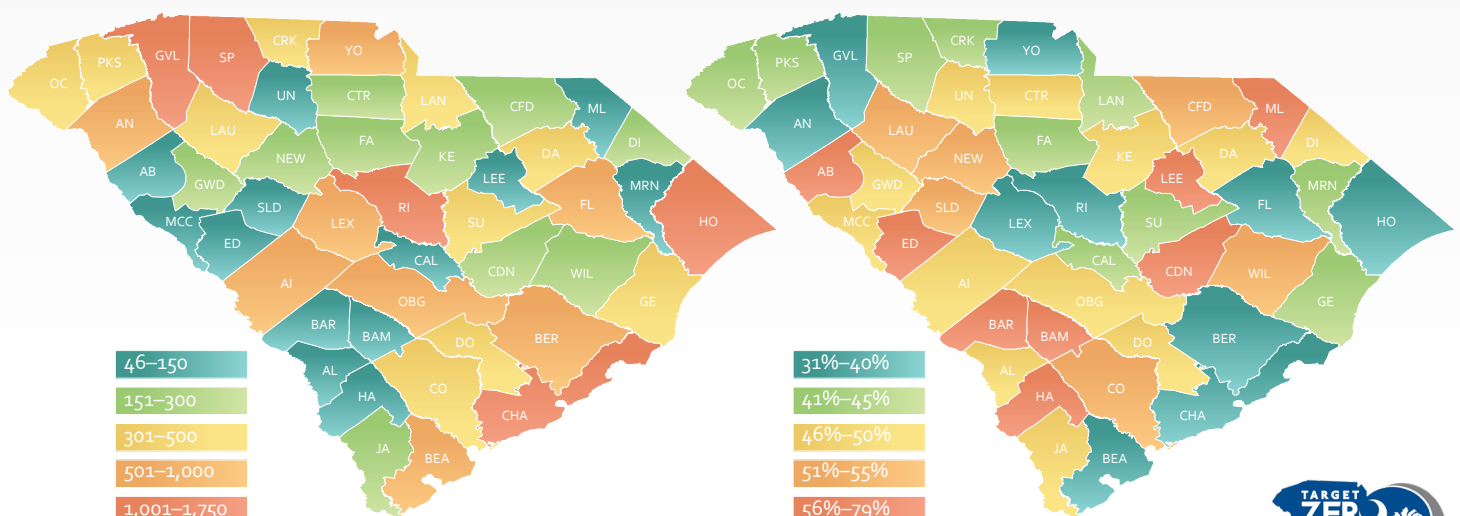 OC
PKS
GVL
SP
CRK
YO
UN
CTR
LAN
CFD
ML
AN
LAU
NEW
FA
KE
DA
DI
AB
GWD
LEE
MRN
MCC
SLD
ED
LEX
RI
SU
FL
HO
CAL
CDN
WIL
AI
OBG
GE
BAR
BAM
DO
BER
AL
HA
CO
CHA
JA
BEA
46–150
151–300
301–500
501–1,000
1,001–1,750
OC
PKS
GVL
SP
CRK
YO
UN
CTR
LAN
CFD
ML
AN
LAU
NEW
FA
KE
DA
DI
AB
GWD
LEE
MRN
MCC
SLD
ED
LEX
RI
SU
FL
HO
CAL
CDN
WIL
AI
OBG
GE
BAR
BAM
DO
BER
AL
HA
CO
CHA
JA
BEA
31%–40%
41%–45%
46%–50%
51%–55%
56%–79%
TARGET
ZER